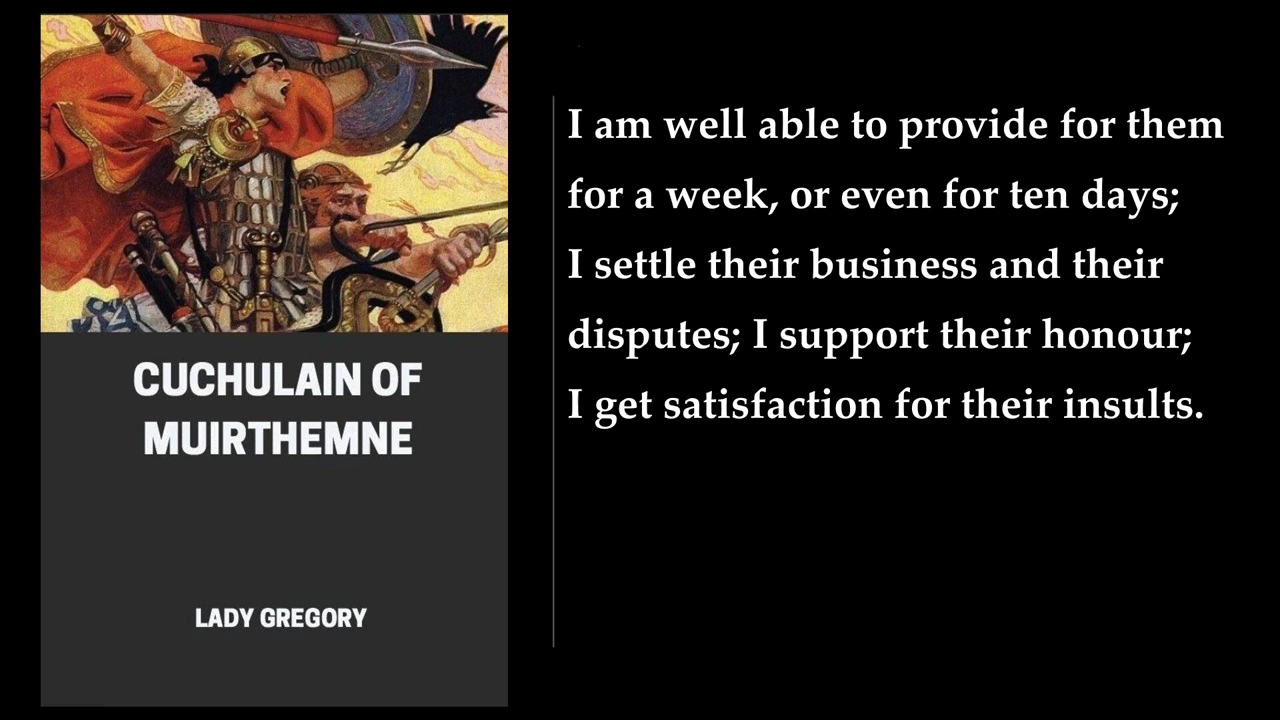 CUCHULAIN OF
MUIRTHEMNE
LADY GREGORY
I am well able to provide for them
for a week, or even for ten days;
I settle their business and their
disputes; I support their honour;
I get satisfaction for their insults.